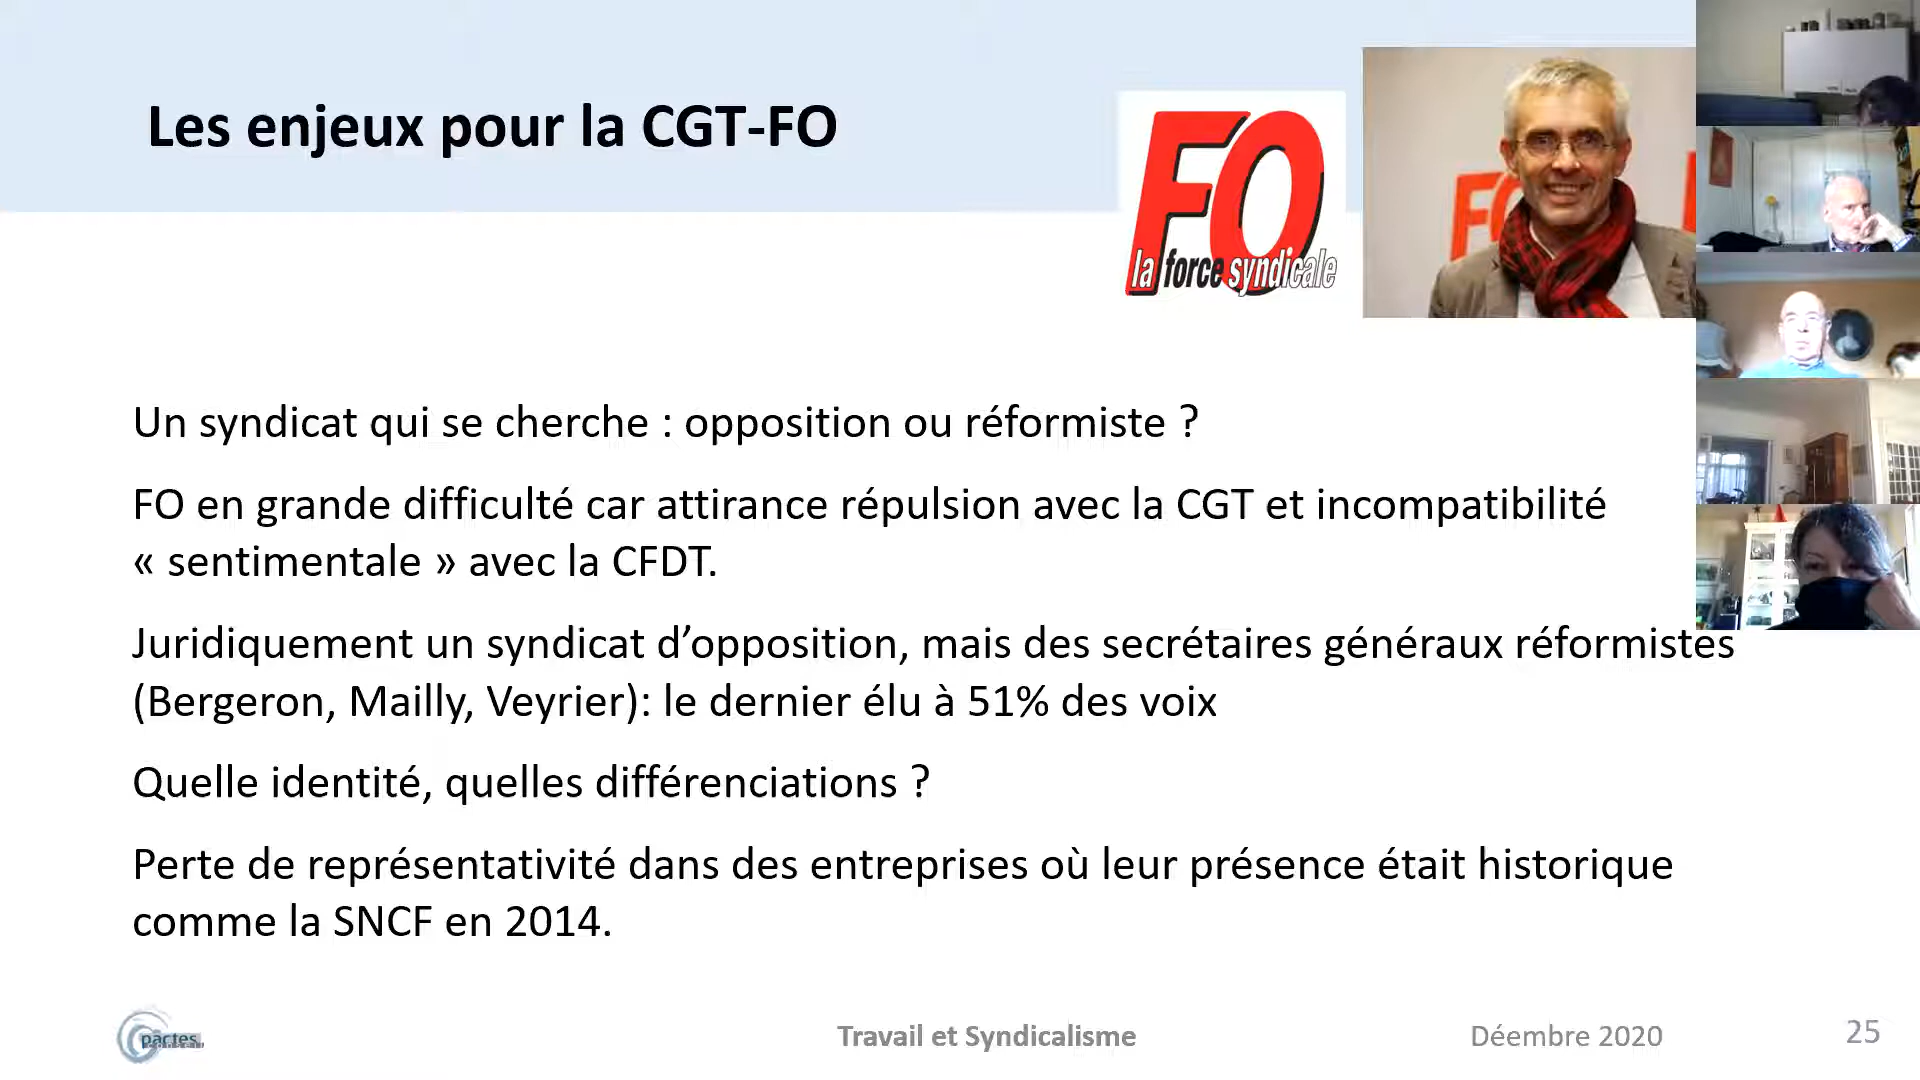 Les enjeux pour la CGT-FO
FO
la force syndicale
FO
Un syndicat qui se cherche : opposition ou réformiste ?
FO en grande difficulté car attirance répulsion avec la CGT et incompatibilité
« sentimentale » avec la CFDT.
Juridiquement un syndicat d’opposition, mais des secrétaires généraux réformistes
(Bergeron, Mailly, Veyrier): le dernier élu à 51% des voix
Quelle identité, quelles différenciations ?
Perte de représentativité dans des entreprises où leur présence était historique
comme la SNCF en 2014.
pactes
conseil
Travail et Syndicalisme
Déembre 2020
25